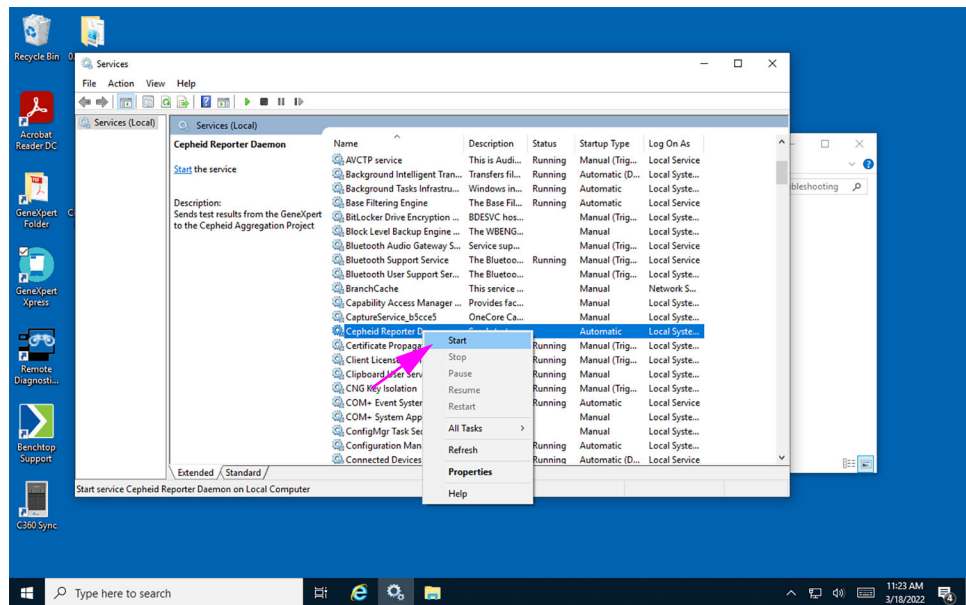 Recycle Bin
Acrobat
Reader DC
GeneXpert
Folder
GeneXpert
Xpress
Remote
Diagnosti...
Benchtop
Support
C360 Sync
Services
File Action View Help
Services (Local)
Services (Local)
Cepheid Reporter Daemon
Start the service
Description:
Sends test results from the GeneXpert
to the Cepheid Aggregation Project
Name Description Status Startup Type Log On As
AVCTP service This is Audi... Running Manual (Trig... Local Service
Background Intelligent Tran... Transfers fil... Running Automatic (D... Local Syste...
Background Tasks Infrastru... Windows in... Running Automatic Local Syste...
Base Filtering Engine The Base Fil... Running Automatic Local Service
BitLocker Drive Encryption ... BDESVC hos... Manual (Trig... Local Syste...
Block Level Backup Engine ... The WBENG... Manual Local Syste...
Bluetooth Audio Gateway S... Service sup... Manual (Trig... Local Service
Bluetooth Support Service The Bluetoo... Running Manual (Trig... Local Service
Bluetooth User Support Ser... The Bluetoo... Manual (Trig... Local Syste...
BranchCache This service ... Manual Network S...
Capability Access Manager ... Provides fac... Manual Local Syste...
CaptureService_b5cce5 OneCore Ca... Manual Local Syste...
Cepheid Reporter D Automatic Local Syste...
Certificate Propaga Running Manual (Trig... Local Syste...
Client Licens Running Manual (Trig... Local Syste...
Clipboard User Serv Running Manual Local Syste...
CNG Key Isolation Running Manual (Trig... Local Syste...
COM+ Event System Running Automatic Local Service
COM+ System App Manual Local Syste...
ConfigMgr Task Se Manual Local Syste...
Configuration Man Running Automatic Local Syste...
Connected Devices Running Automatic (D... Local Service
Start
Stop
Pause
Resume
Restart
All Tasks
Refresh
Properties
Help
Extended Standard
Start service Cepheid Reporter Daemon on Local Computer
bleshooting
Type here to search
11:23 AM
3/18/2022
4